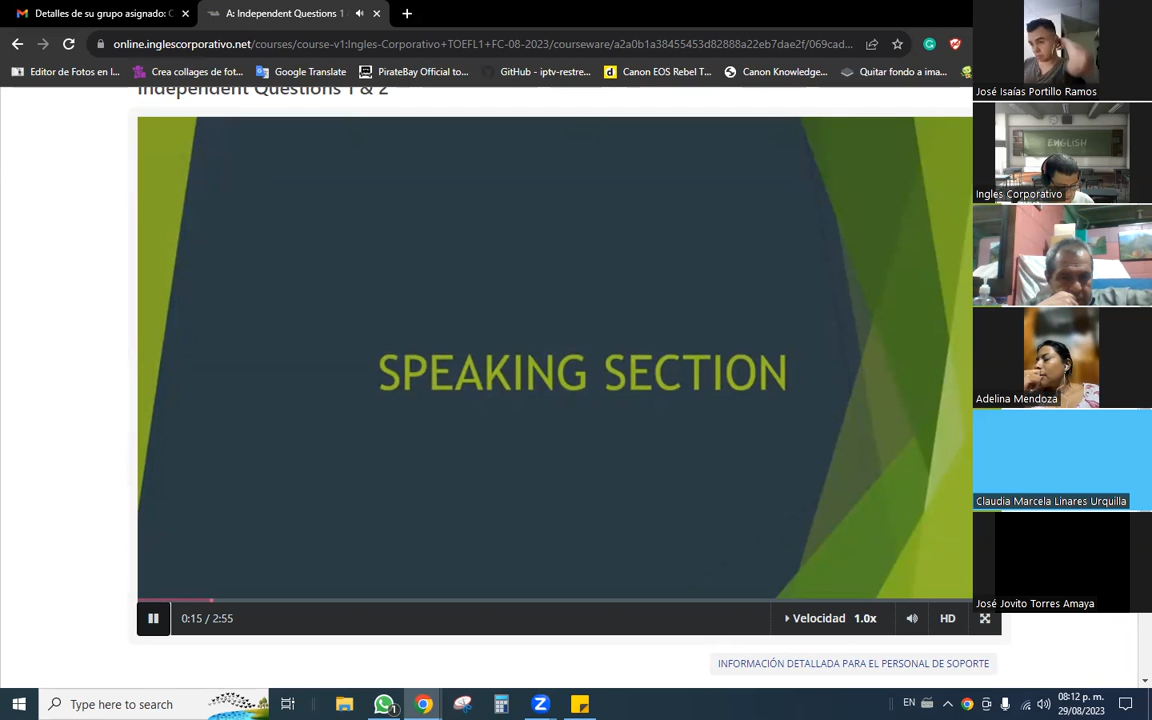 Detalles de su grupo asignado: C
A: Independent Questions 1
online.inglescorporativo.net/courses/course-v1:Ingles-Corporativo+TOEFL1+FC-08-2023/courseware/a2a0b1a38455453d82888a22eb7dae2f/069cad...
Editor de Fotos en l...
Crea collages de fot...
Google Translate
PirateBay Official to...
GitHub - iptv-restre...
Canon EOS Rebel T...
Canon Knowledge...
Quitar fondo a ima...
Independent Questions 1 & 2
SPEAKING SECTION
0:15 / 2:55
Velocidad 1.0x
HD
INFORMACIÓN DETALLADA PARA EL PERSONAL DE SOPORTE
José Isaías Portillo Ramos
ENGLISH
Ingles Corporativo
Adelina Mendoza
Claudia Marcela Linares Urquilla
José Jovito Torres Amaya
Type here to search
1
EN
08:12 p. m.
29/08/2023